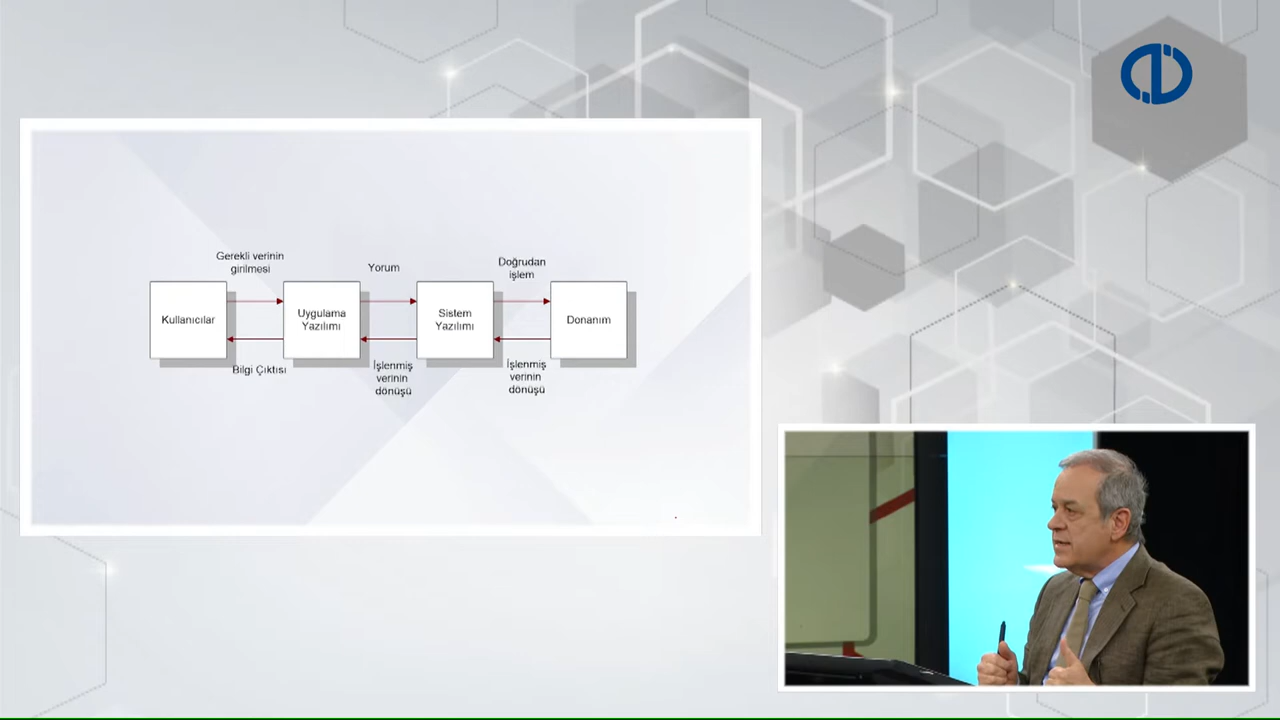 Gerekli verinin
girilmesi
Yorum
Doğrudan
işlem
Kullanıcılar
Uygulama
Yazılımı
Sistem
Yazılımı
Donanım
Bilgi Çıktısı
İşlenmiş
verinin
dönüşü
İşlenmiş
verinin
dönüşü